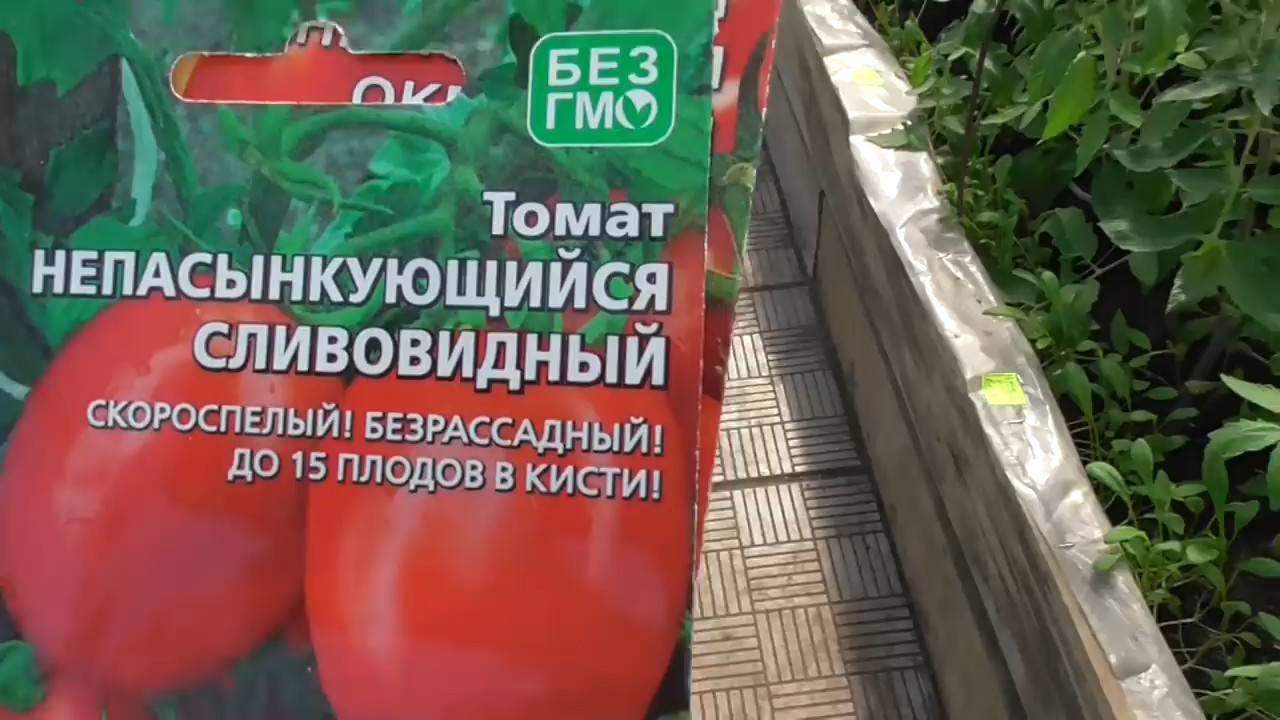 БЕЗ
ГМО
Томат
НЕПАСЫНКУЮЩИЙСЯ
СЛИВОВИДНЫЙ
СКОРОСПЕЛЫЙ! БЕЗРАССАДНЫЙ!
ДО 15 ПЛОДОВ В КИСТИ!